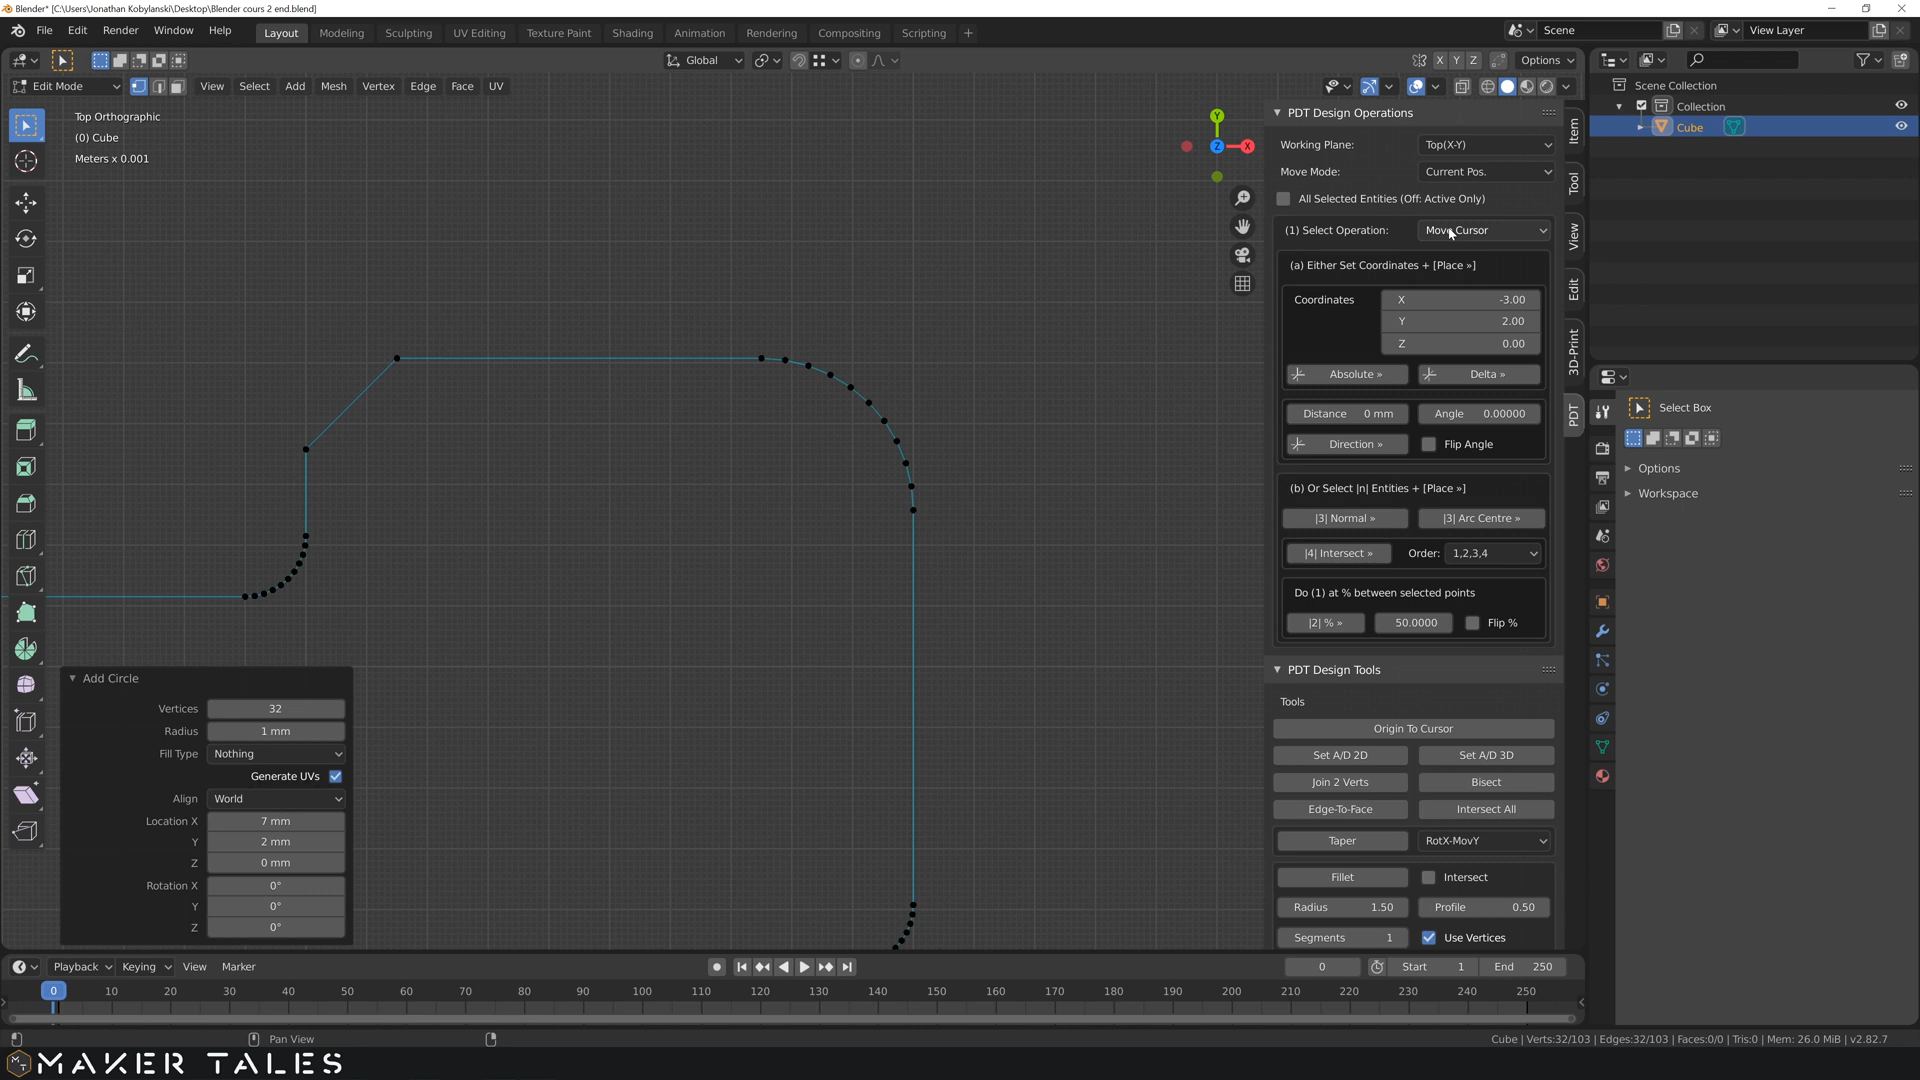 Blender* [C:\Users\Jonathan Kobylanski\Desktop\Blender cours 2 end.blend]
File Edit Render Window Help Layout Modeling Sculpting UV Editing Texture Paint Shading Animation Rendering Compositing Scripting + Scene View Layer
Global X Y Z Options
Edit Mode View Select Add Mesh Vertex Edge Face UV
Top Orthographic
(0) Cube
Meters x 0.001
Y
Z X
PDT Design Operations
Working Plane: Top(X-Y)
Move Mode: Current Pos.
All Selected Entities (Off: Active Only)
(1) Select Operation: Move Cursor
(a) Either Set Coordinates + [Place »]
Coordinates X -3.00
Y 2.00
Z 0.00
Absolute » Delta »
Distance 0 mm Angle 0.00000
Direction » Flip Angle
(b) Or Select |n| Entities + [Place »]
|3| Normal » |3| Arc Centre »
|4| Intersect » Order: 1,2,3,4
Do (1) at % between selected points
|2| % » 50.0000 Flip %
PDT Design Tools
Tools
Origin To Cursor
Set A/D 2D Set A/D 3D
Join 2 Verts Bisect
Edge-To-Face Intersect All
Taper RotX-MovY
Fillet Intersect
Radius 1.50 Profile 0.50
Segments 1 Use Vertices
Item
Tool
View
Edit
3D-Print
PDT
Scene Collection
Collection
Cube
Select Box
Options
Workspace
Add Circle
Vertices 32
Radius 1 mm
Fill Type Nothing
Generate UVs
Align World
Location X 7 mm
Y 2 mm
Z 0 mm
Rotation X 0°
Y 0°
Z 0°
Playback Keying View Marker 0 Start 1 End 250
0 10 20 30 40 50 60 70 80 90 100 110 120 130 140 150 160 170 180 190 200 210 220 230 240 250
Pan View Cube | Verts:32/103 | Edges:32/103 | Faces:0/0 | Tris:0 | Mem: 26.0 MiB | v2.82.7
MAKER TALES